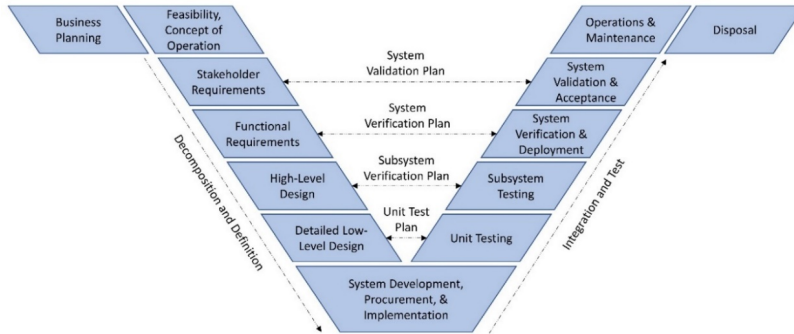 Business
Planning
Feasibility,
Concept of
Operation
Operations &
Maintenance
Disposal
Stakeholder
Requirements
System
Validation Plan
System
Validation &
Acceptance
Functional
Requirements
System
Verification Plan
System
Verification &
Deployment
High-Level
Design
Subsystem
Verification Plan
Subsystem
Testing
Detailed Low-
Level Design
Unit Test
Plan
Unit Testing
System Development,
Procurement, &
Implementation
Decomposition and Definition
Integration and Test